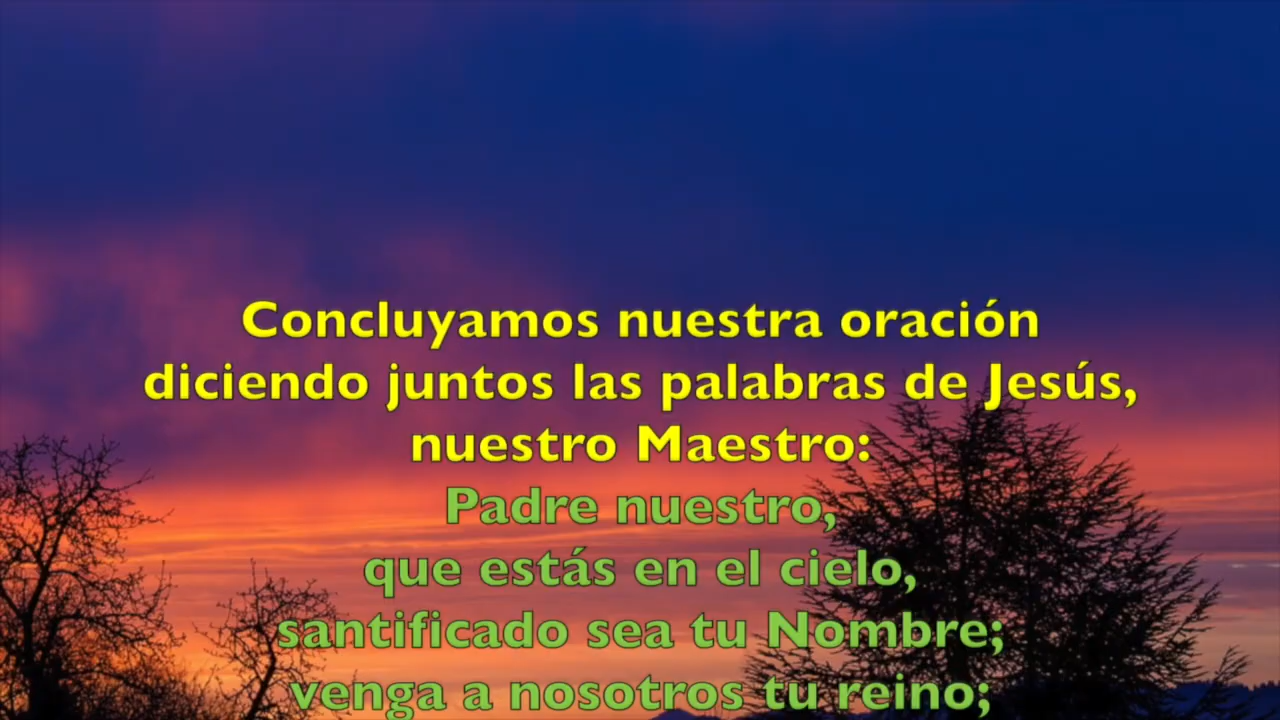 Concluyamos nuestra oración
diciendo juntos las palabras de Jesús,
nuestro Maestro:
Padre nuestro,
que estás en el cielo,
santificado sea tu Nombre;
venga a nosotros tu reino;